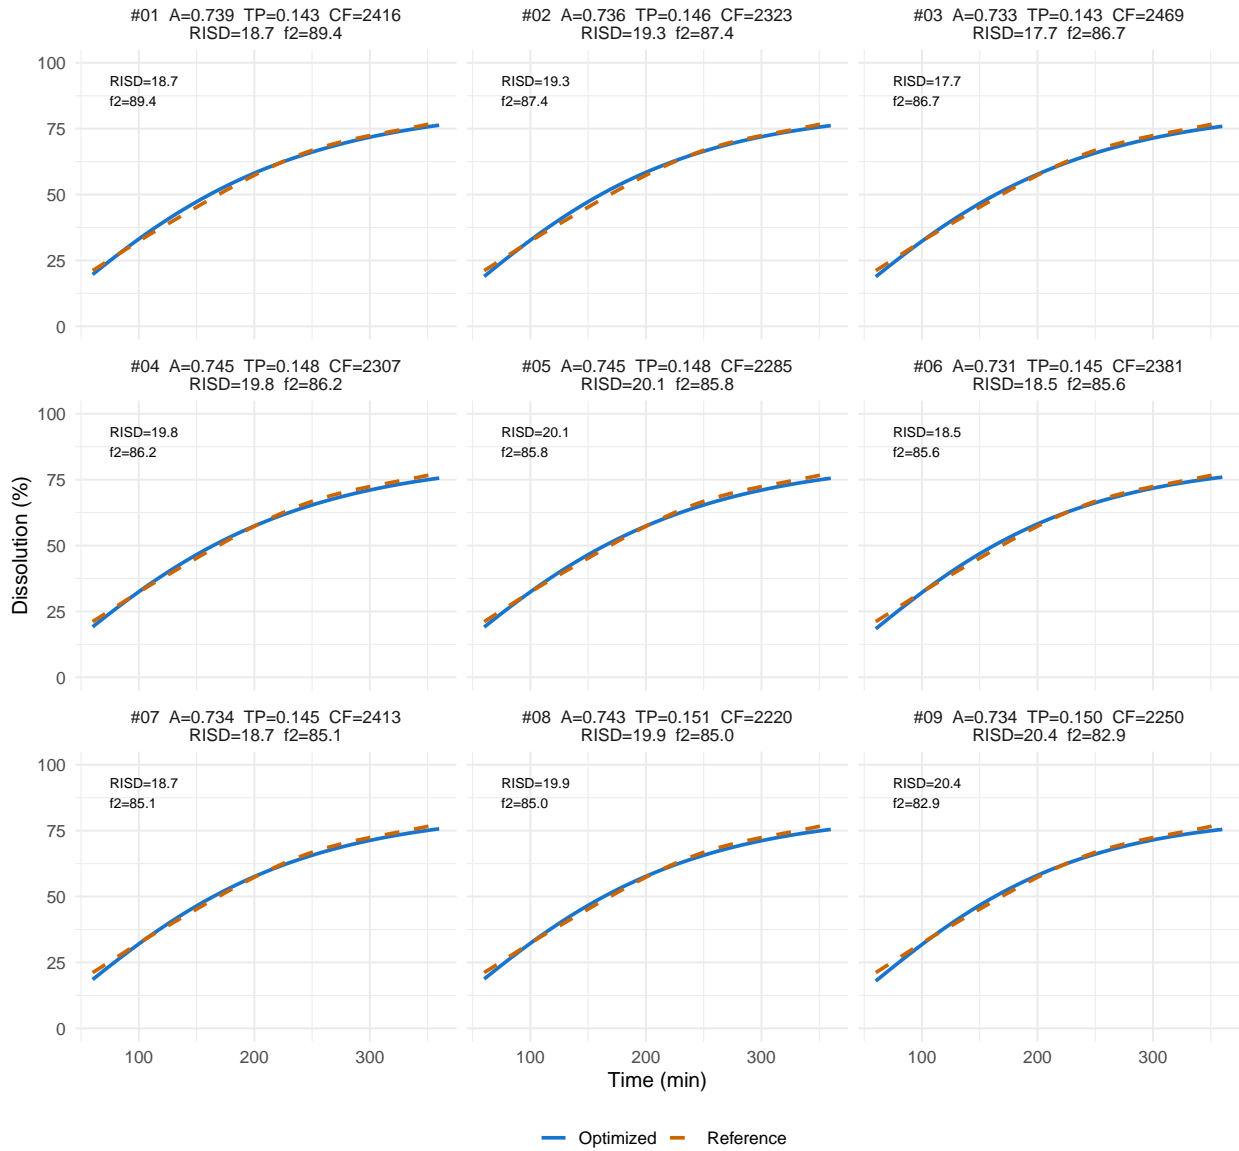 #01 A=0.739 TP=0.143 CF=2416
RISD=18.7 f2=89.4
#02 A=0.736 TP=0.146 CF=2323
RISD=19.3 f2=87.4
#03 A=0.733 TP=0.143 CF=2469
RISD=17.7 f2=86.7
100
75
50
25
0
RISD=18.7
f2=89.4
RISD=19.3
f2=87.4
RISD=17.7
f2=86.7
#04 A=0.745 TP=0.148 CF=2307
RISD=19.8 f2=86.2
#05 A=0.745 TP=0.148 CF=2285
RISD=20.1 f2=85.8
#06 A=0.731 TP=0.145 CF=2381
RISD=18.5 f2=85.6
100
75
50
25
0
RISD=19.8
f2=86.2
RISD=20.1
f2=85.8
RISD=18.5
f2=85.6
Dissolution (%)
#07 A=0.734 TP=0.145 CF=2413
RISD=18.7 f2=85.1
#08 A=0.743 TP=0.151 CF=2220
RISD=19.9 f2=85.0
#09 A=0.734 TP=0.150 CF=2250
RISD=20.4 f2=82.9
100
75
50
25
0
RISD=18.7
f2=85.1
RISD=19.9
f2=85.0
RISD=20.4
f2=82.9
100 200 300
100 200 300
100 200 300
Time (min)
Optimized Reference